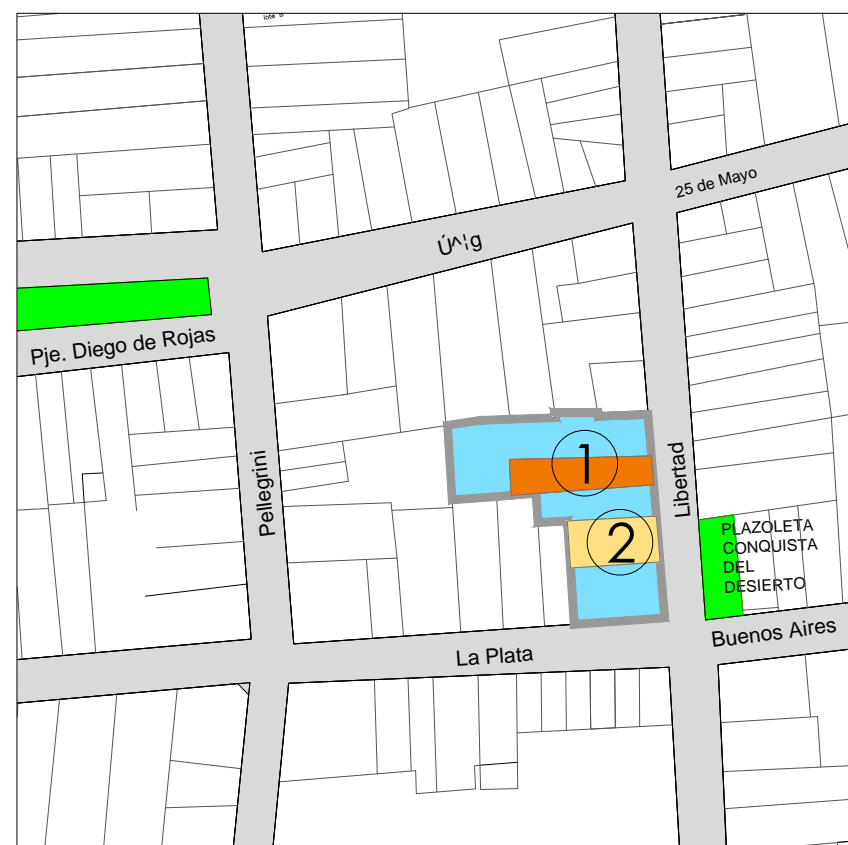 lote B
25 de Mayo
Ú^¦g
Pje. Diego de Rojas
Pellegrini
Libertad
1
2
PLAZOLETA
CONQUISTA
DEL
DESIERTO
La Plata
Buenos Aires